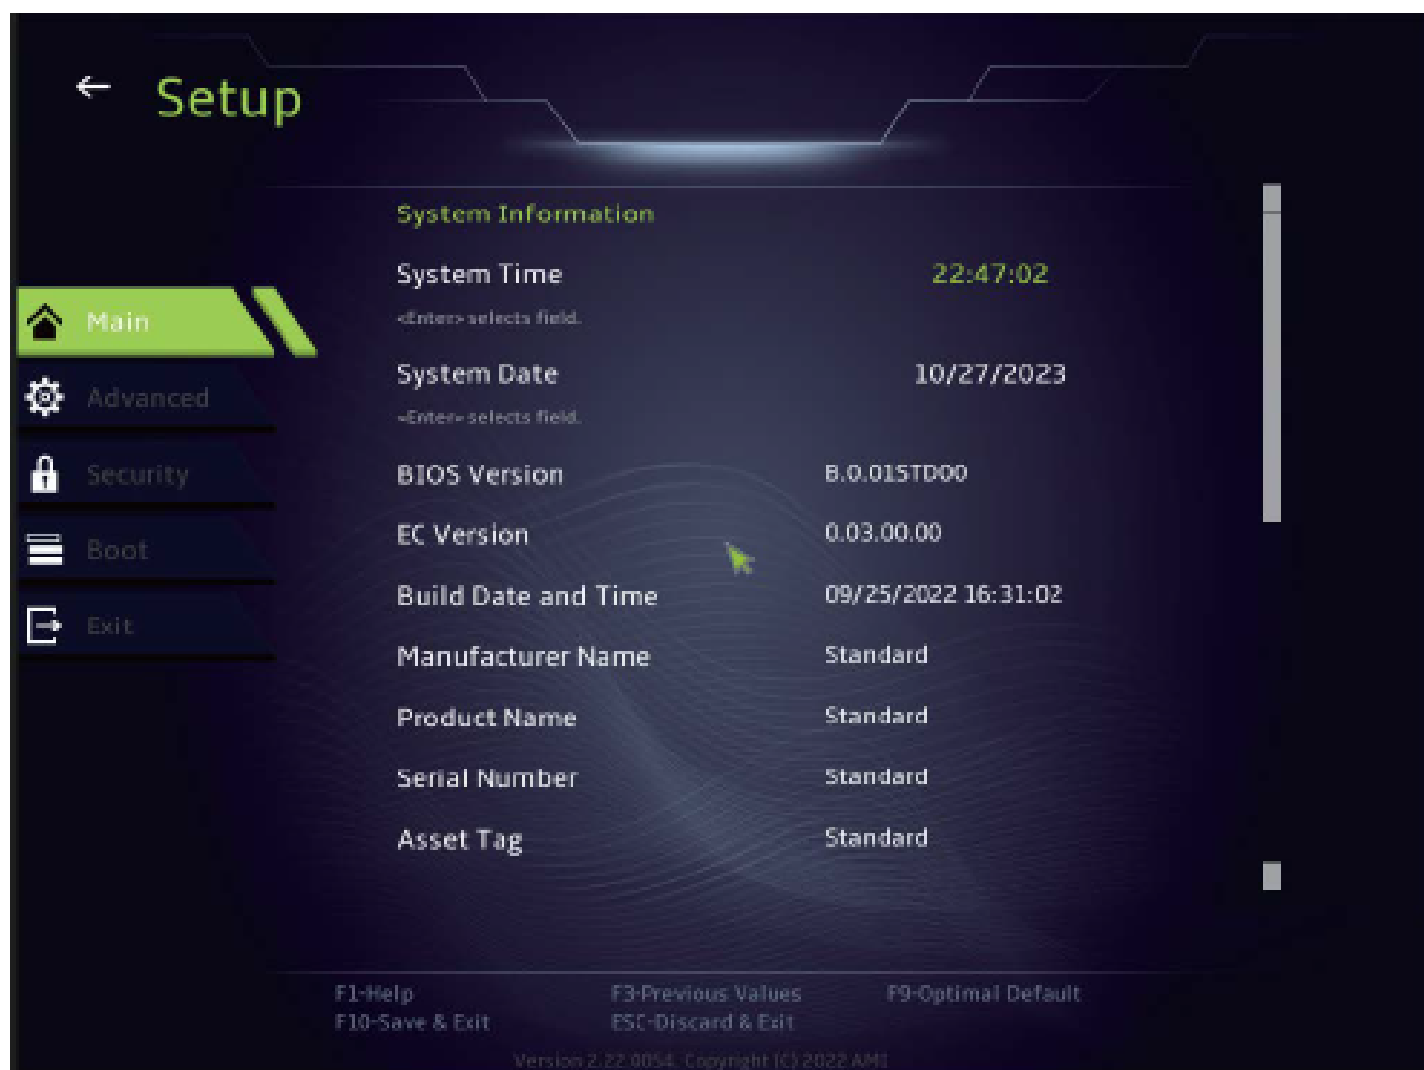 Setup
System Information
System Time 22:47:02
<Enter> selects field.
Main
System Date 10/27/2023
<Enter> selects field.
Advanced
Security
BIOS Version B.0.01STD00
Boot
EC Version 0.03.00.00
Build Date and Time 09/25/2022 16:31:02
Exit
Manufacturer Name Standard
Product Name Standard
Serial Number Standard
Asset Tag Standard
F1-Help F3-Previous Values F9-Optimal Default
F10-Save & Exit ESC-Discard & Exit
Version 2.22.0054. Copyright (C) 2022 AMI